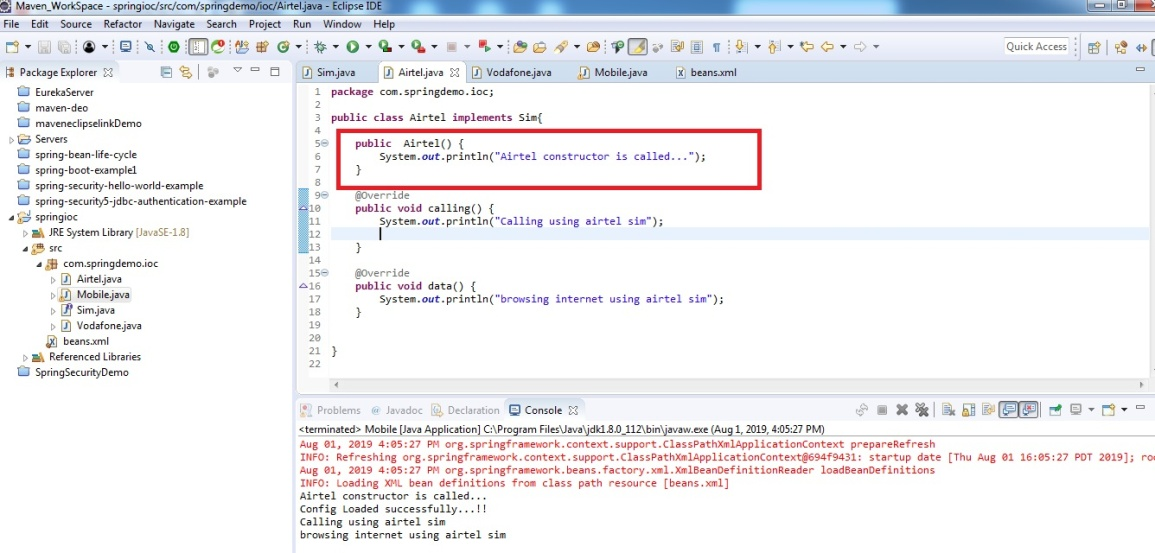 Maven_WorkSpace - springioc/src/com/springdemo/ioc/Airtel.java - Eclipse IDE
File Edit Source Refactor Navigate Search Project Run Window Help
Quick Access
Package Explorer
EurekaServer
maven-deo
maveneclipselinkDemo
Servers
spring-bean-life-cycle
spring-boot-example1
spring-security-hello-world-example
spring-security5-jdbc-authentication-example
springioc
JRE System Library [JavaSE-1.8]
src
com.springdemo.ioc
Airtel.java
Mobile.java
Sim.java
Vodafone.java
beans.xml
Referenced Libraries
SpringSecurityDemo
Sim.java Airtel.java Vodafone.java Mobile.java beans.xml
1 package com.springdemo.ioc;
2
3 public class Airtel implements Sim{
4
5 public  Airtel() {
6 System.out.println("Airtel constructor is called...");
7 }
8
9 @Override
10 public void calling() {
11 System.out.println("Calling using airtel sim");
12
13 }
14
15 @Override
16 public void data() {
17 System.out.println("browsing internet using airtel sim");
18 }
19
20
21 }
22
Problems @ Javadoc Declaration Console
<terminated> Mobile [Java Application] C:\Program Files\Java\jdk1.8.0_112\bin\javaw.exe (Aug 1, 2019, 4:05:27 PM)
Aug 01, 2019 4:05:27 PM org.springframework.context.support.ClassPathXmlApplicationContext prepareRefresh
INFO: Refreshing org.springframework.context.support.ClassPathXmlApplicationContext@694f9431: startup date [Thu Aug 01 16:05:27 PDT 2019]; roo
Aug 01, 2019 4:05:27 PM org.springframework.beans.factory.xml.XmlBeanDefinitionReader loadBeanDefinitions
INFO: Loading XML bean definitions from class path resource [beans.xml]
Airtel constructor is called...
Config Loaded successfully...!!
Calling using airtel sim
browsing internet using airtel sim